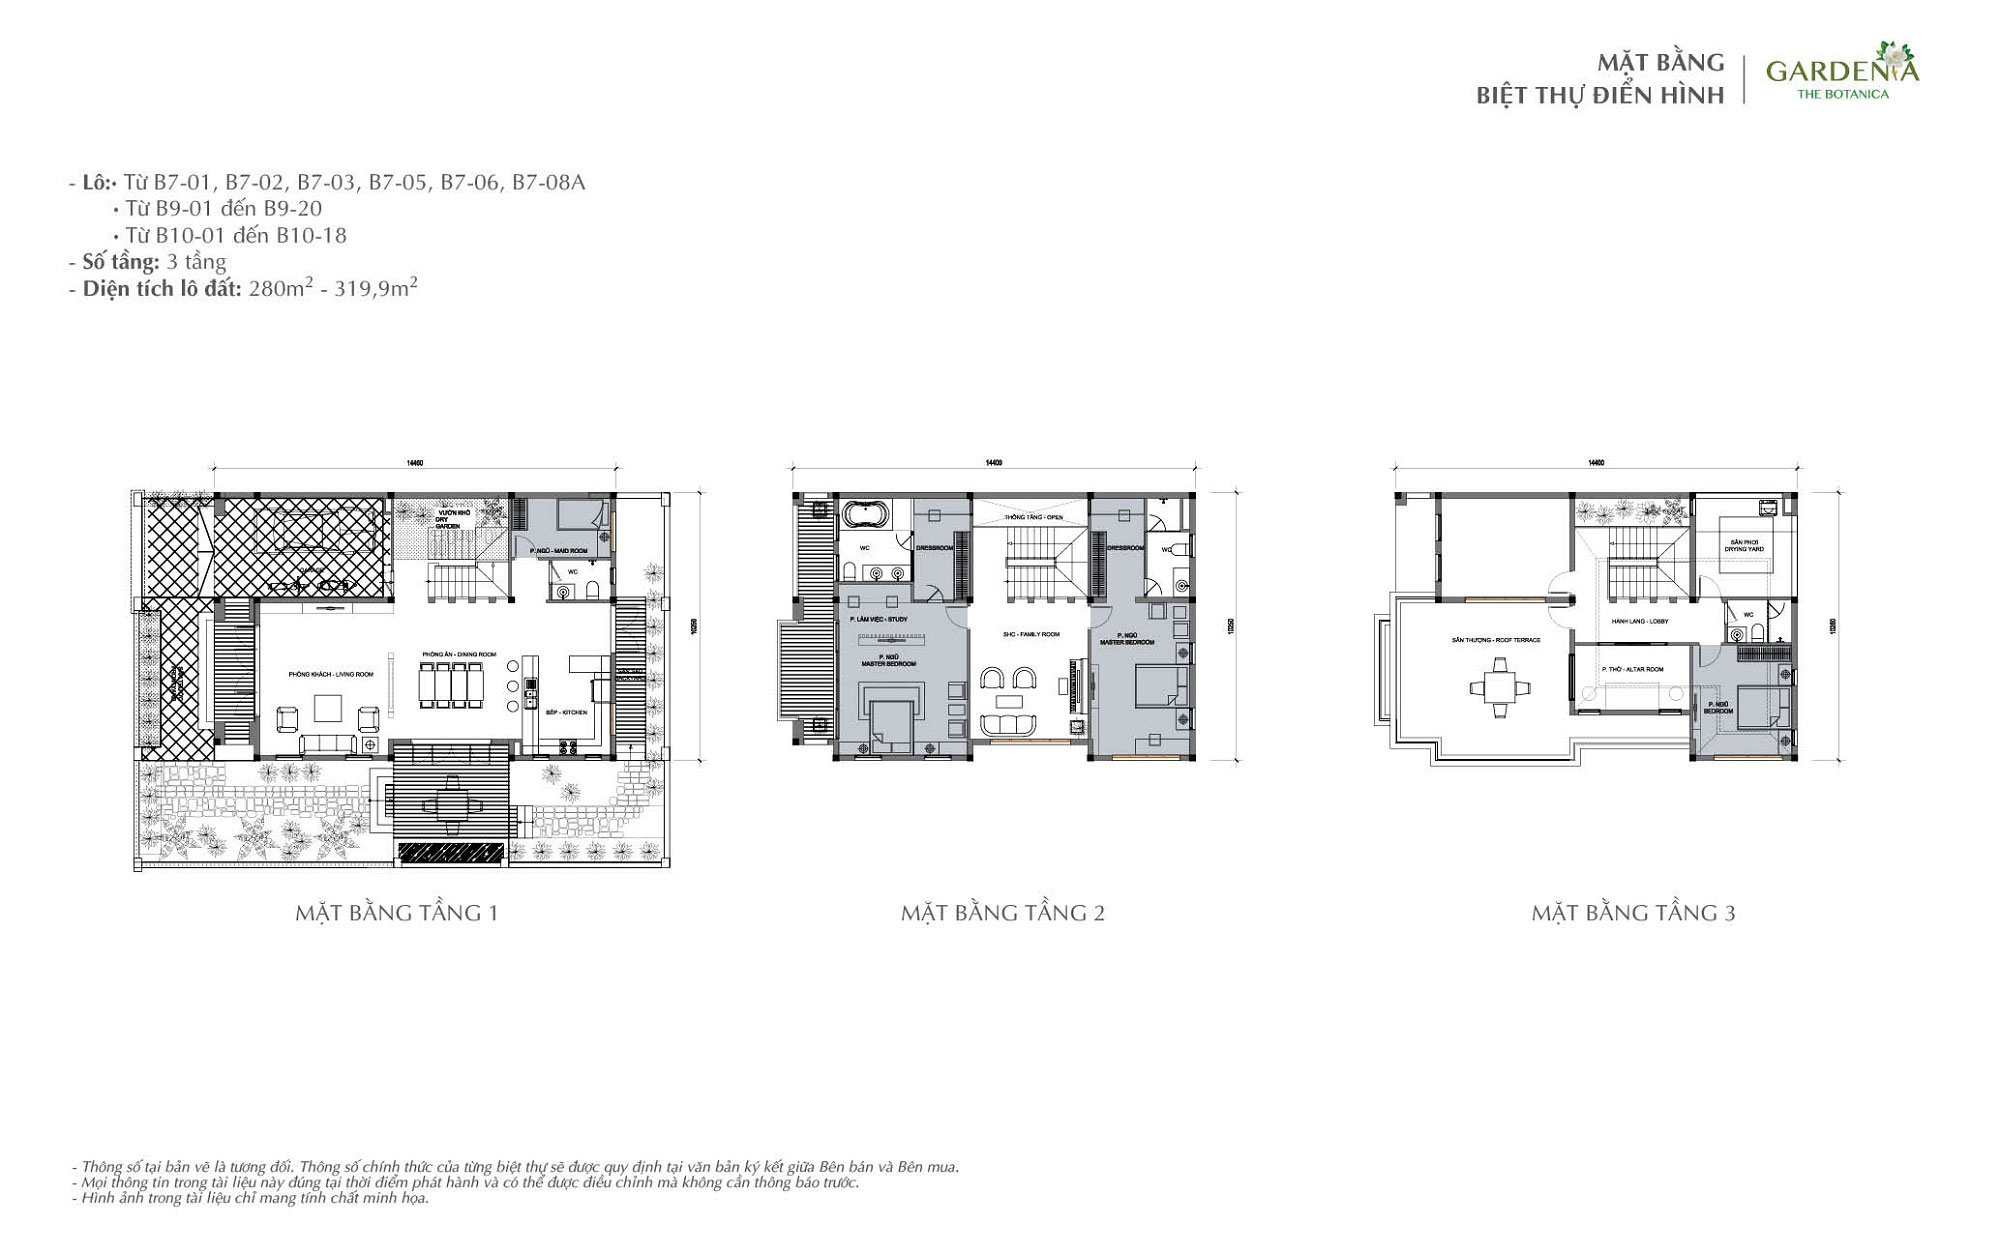 MẶT BẰNG
BIỆT THỰ ĐIỂN HÌNH
GARDENIA
THE BOTANICA
- Lô:• Từ B7-01, B7-02, B7-03, B7-05, B7-06, B7-08A
• Từ B9-01 đến B9-20
• Từ B10-01 đến B10-18
- Số tầng: 3 tầng
- Diện tích lô đất: 280m² - 319,9m²
14400
VƯỜN KHÔ
DRY
GARDEN
P. NGỦ - MAID ROOM
WC
PHÒNG ĂN - DINING ROOM
PHÒNG KHÁCH - LIVING ROOM
BẾP - KITCHEN
10250
MẶT BẰNG TẦNG 1
14400
THÔNG TẦNG - OPEN
WC
DRESSROOM
DRESSROOM
WC
P. LÀM VIỆC - STUDY
SHC - FAMILY ROOM
P. NGỦ
MASTER BEDROOM
P. NGỦ
MASTER BEDROOM
10250
MẶT BẰNG TẦNG 2
14400
SÂN PHƠI
DRYING YARD
WC
HÀNH LANG - LOBBY
SÂN THƯỢNG - ROOF TERRACE
P. THỜ - ALTAR ROOM
P. NGỦ
BEDROOM
10250
MẶT BẰNG TẦNG 3
- Thông số tại bản vẽ là tương đối. Thông số chính thức của từng biệt thự sẽ được quy định tại văn bản ký kết giữa Bên bán và Bên mua.
- Mọi thông tin trong tài liệu này đúng tại thời điểm phát hành và có thể được điều chỉnh mà không cần thông báo trước.
- Hình ảnh trong tài liệu chỉ mang tính chất minh họa.